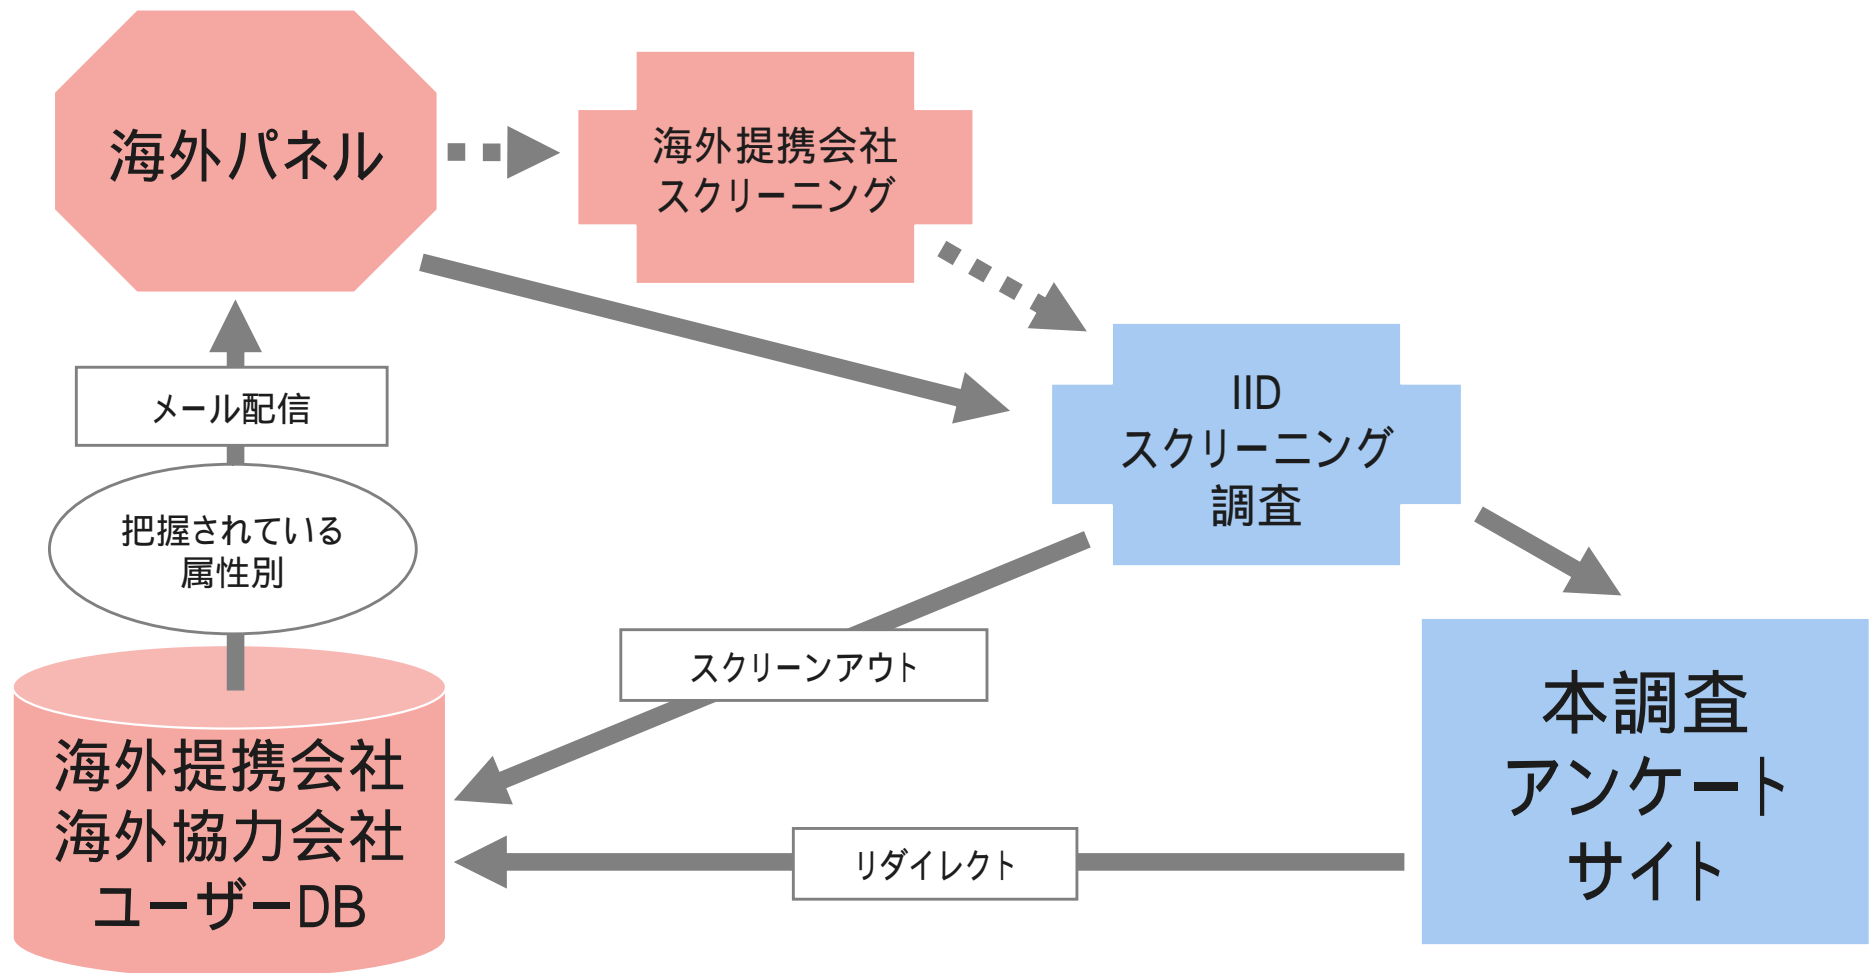 海外パネル
海外提携会社
スクリーニング
IID
スクリーニング
調査
メール配信
把握されている
属性別
スクリーンアウト
本調査
アンケート
サイト
海外提携会社
海外協力会社
ユーザーDB
リダイレクト